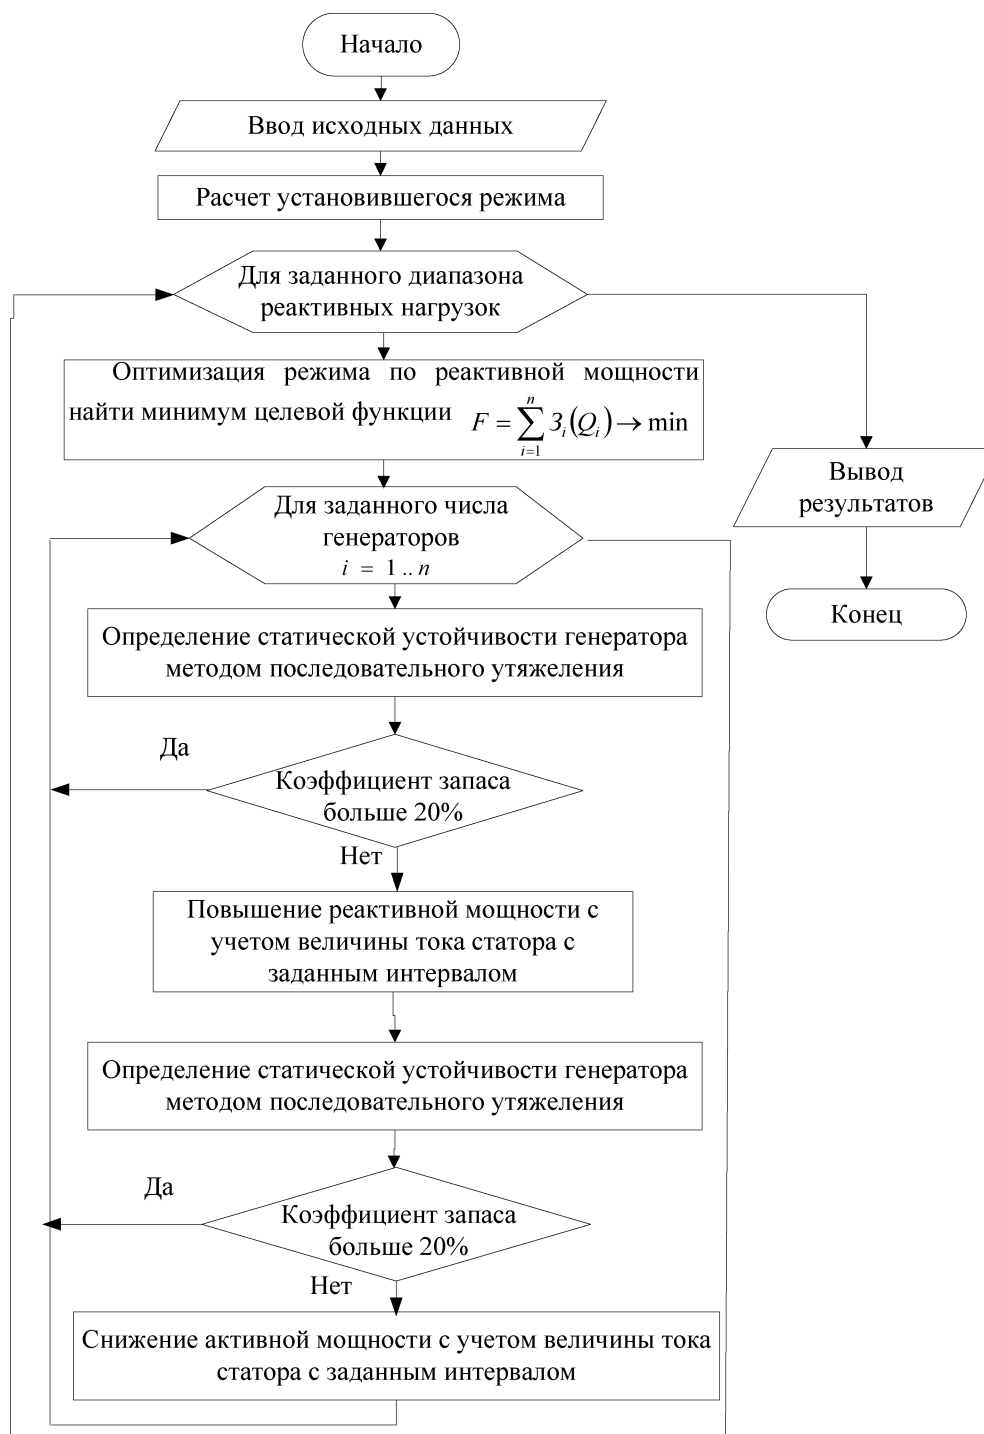 Начало
Ввод исходных данных
Расчет установившегося режима
Для заданного диапазона
реактивных нагрузок
Оптимизация режима по реактивной мощности
найти минимум целевой функции F = ∑_{i=1}^{n} З_i(Q_i) → min
Вывод
результатов
Для заданного числа
генераторов
i = 1 .. n
Конец
Определение статической устойчивости генератора
методом последовательного утяжеления
Да
Коэффициент запаса
больше 20%
Нет
Повышение реактивной мощности с
учетом величины тока статора с
заданным интервалом
Определение статической устойчивости генератора
методом последовательного утяжеления
Да
Коэффициент запаса
больше 20%
Нет
Снижение активной мощности с учетом величины тока
статора с заданным интервалом